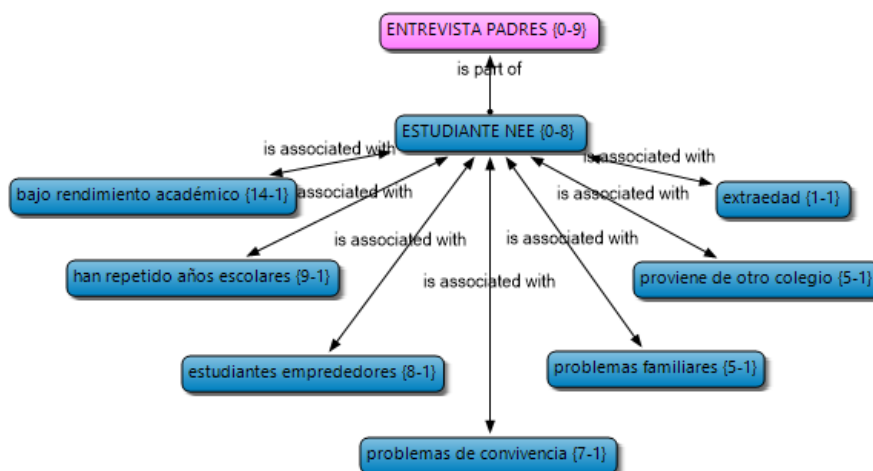 ENTREVISTA PADRES {0-9}
is part of
ESTUDIANTE NEE {0-8}
is associated with
is associated with
bajo rendimiento académico {14-1}
associated with
is associated with
extraedad {1-1}
is associated with
is associated with
han repetido años escolares {9-1}
is associated with
proviene de otro colegio {5-1}
estudiantes emprededores {8-1}
problemas familiares {5-1}
problemas de convivencia {7-1}